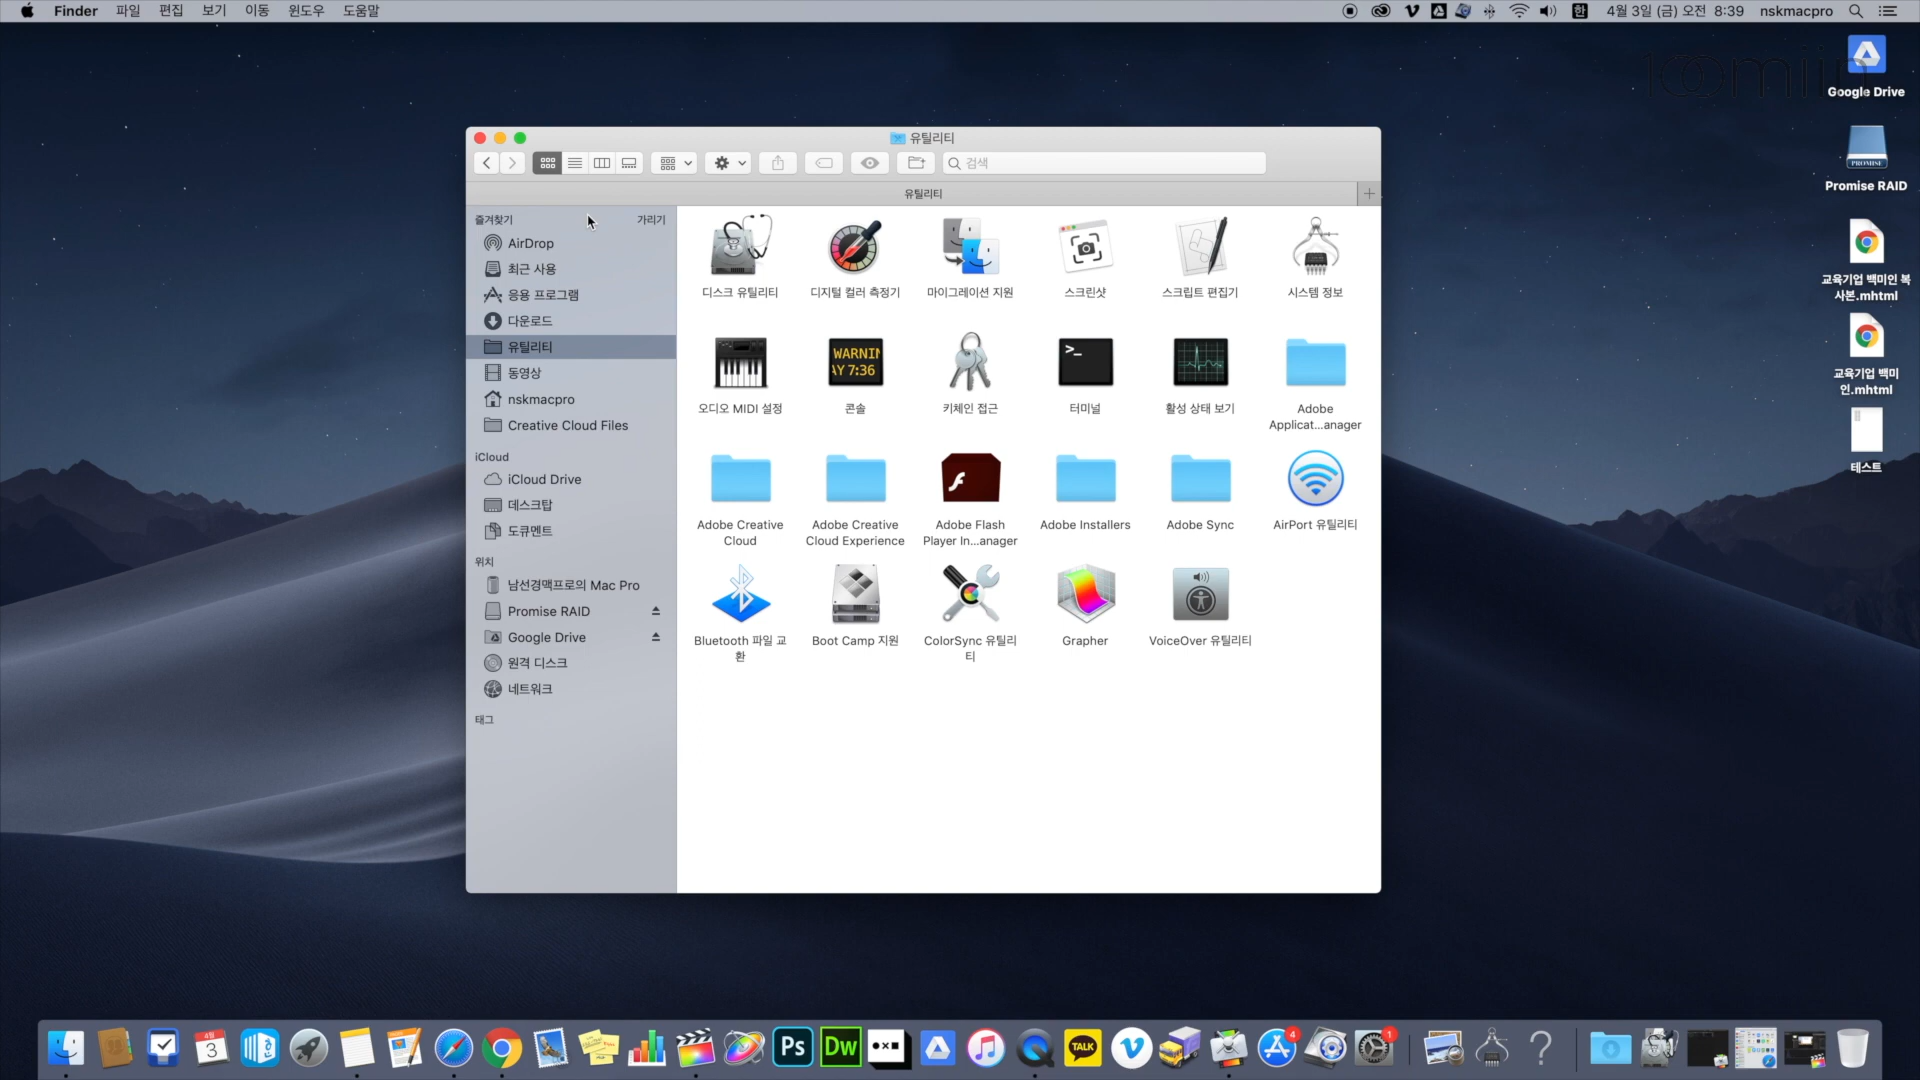 Finder 파일 편집 보기 이동 윈도우 도움말
한 4월 3일 (금) 오전 8:39 nskmacpro
100miin
Google Drive
PROMISE
Promise RAID
교육기업 백미인 복
사본.mhtml
교육기업 백미
인.mhtml
테스트
유틸리티
검색
유틸리티
즐겨찾기 가리기
AirDrop
최근 사용
응용 프로그램
다운로드
유틸리티
동영상
nskmacpro
Creative Cloud Files
iCloud
iCloud Drive
데스크탑
도큐멘트
위치
남선경맥프로의 Mac Pro
Promise RAID
Google Drive
원격 디스크
네트워크
태그
디스크 유틸리티 디지털 컬러 측정기 마이그레이션 지원 스크린샷 스크립트 편집기 시스템 정보
WARNIN
AY 7:36
오디오 MIDI 설정 콘솔 키체인 접근 터미널 활성 상태 보기 Adobe
Applicat...anager
Adobe Creative
Cloud
Adobe Creative
Cloud Experience
Adobe Flash
Player In...anager
Adobe Installers Adobe Sync AirPort 유틸리티
Bluetooth 파일 교
환
Boot Camp 지원
ColorSync 유틸리
티
Grapher VoiceOver 유틸리티
4월
3
Ps
Dw
TALK
4
1